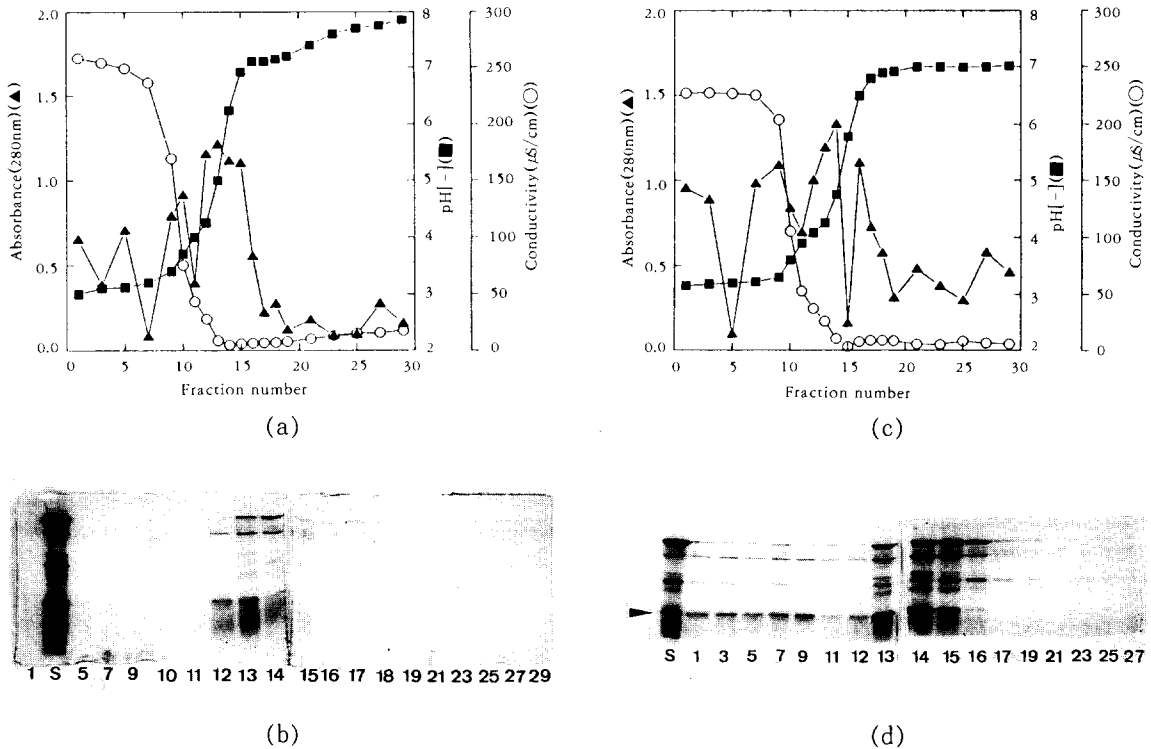 2.0
1.5
1.0
0.5
0.0
Absorbance(280nm)(▲)
0 5 10 15 20 25 30
Fraction number
8
7
6
5
4
3
2
pH[-](■)
300
250
200
150
100
50
0
Conductivity(μS/cm)(○)
(a)
2.0
1.5
1.0
0.5
0.0
Absorbance(280nm)(▲)
0 5 10 15 20 25 30
Fraction number
8
7
6
5
4
3
2
pH[-](■)
300
250
200
150
100
50
0
Conductivity(μS/cm)(○)
(c)
1 S 5 7 9 10 11 12 13 14 15 16 17 18 19 21 23 25 27 29
(b)
S 1 3 5 7 9 11 12 13 14 15 16 17 19 21 23 25 27
(d)